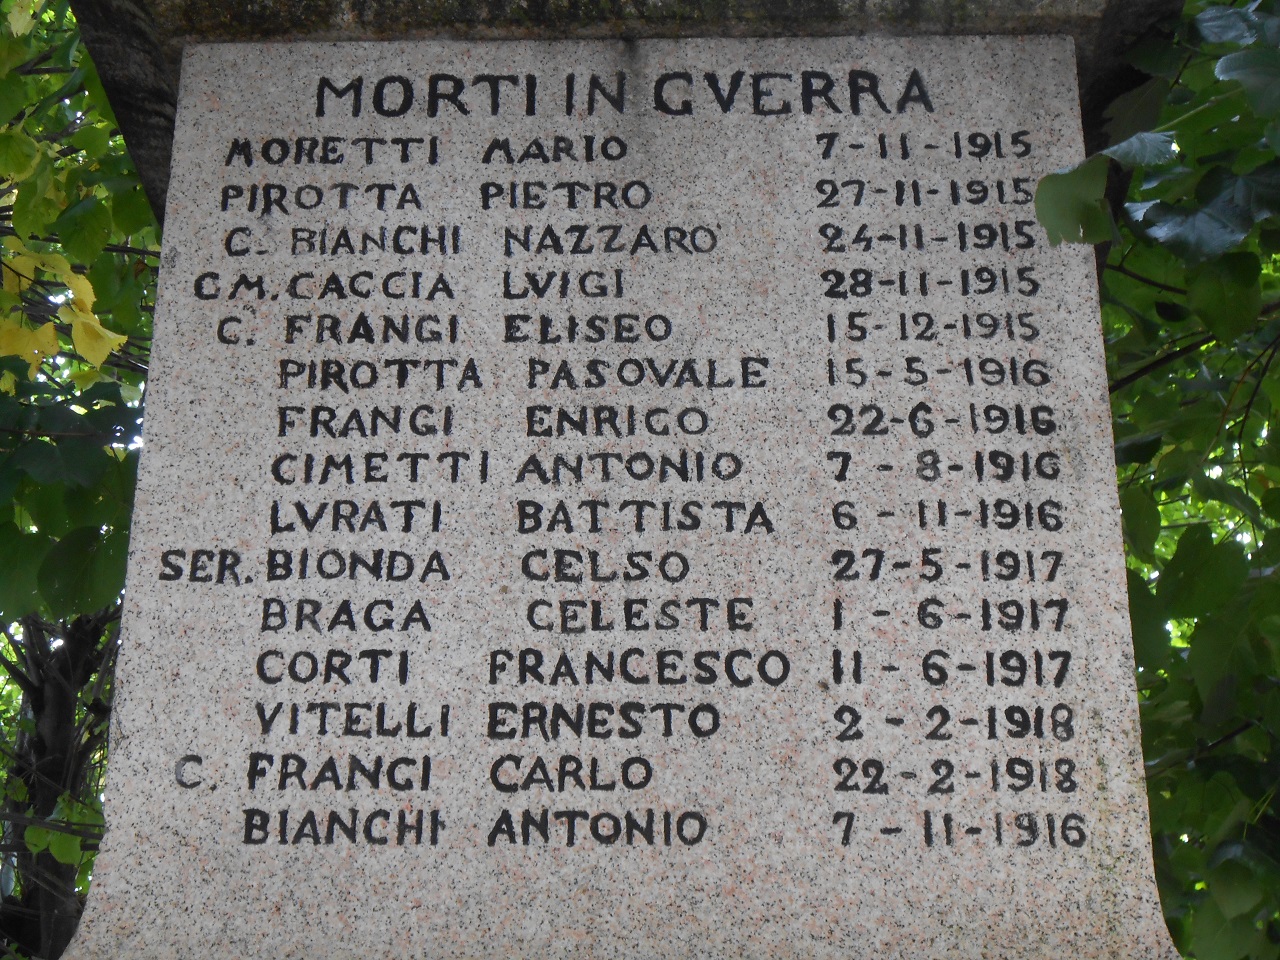 MORTI IN GVERRA
MORETTI MARIO 7-11-1915
PIROTTA PIETRO 27-11-1915
C. BIANCHI NAZZARO 24-11-1915
C.M. CACCIA LVIGI 28-11-1915
C. FRANGI ELISEO 15-12-1915
PIROTTA PASQVALE 15-5-1916
FRANGI ENRICO 22-6-1916
CIMETTI ANTONIO 7-8-1916
LVRATI BATTISTA 6-11-1916
SER. BIONDA CELSO 27-5-1917
BRAGA CELESTE 1-6-1917
CORTI FRANCESCO 11-6-1917
VITELLI ERNESTO 2-2-1918
C. FRANGI CARLO 22-2-1918
BIANCHI ANTONIO 7-11-1916